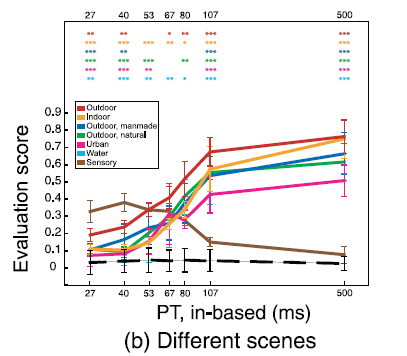 27 40 53 67 80 107 500
** ** * * ***
*** *** *** ** *** *** ***
*** *** *** ***
*** ** ** *** ***
*** *** ** *** ***
** ** ** ** ** *** ***
Evaluation score
0.9
0.8
0.7
0.6
0.5
0.4
0.3
0.2
0.1
0
Outdoor
Indoor
Outdoor, manmade
Outdoor, natural
Urban
Water
Sensory
27 40 53 67 80 107 500
PT, in-based (ms)
(b) Different scenes